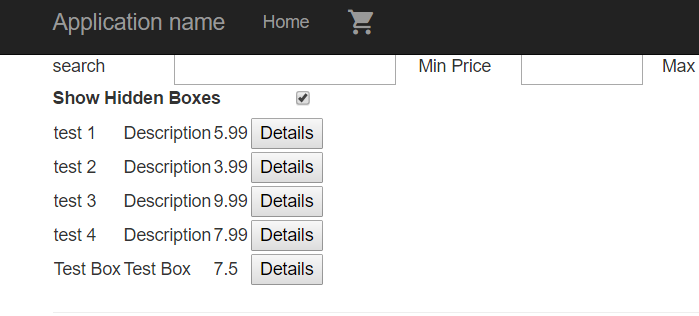 Application name Home
search Min Price Max
Show Hidden Boxes
test 1 Description 5.99 Details
test 2 Description 3.99 Details
test 3 Description 9.99 Details
test 4 Description 7.99 Details
Test Box Test Box 7.5 Details